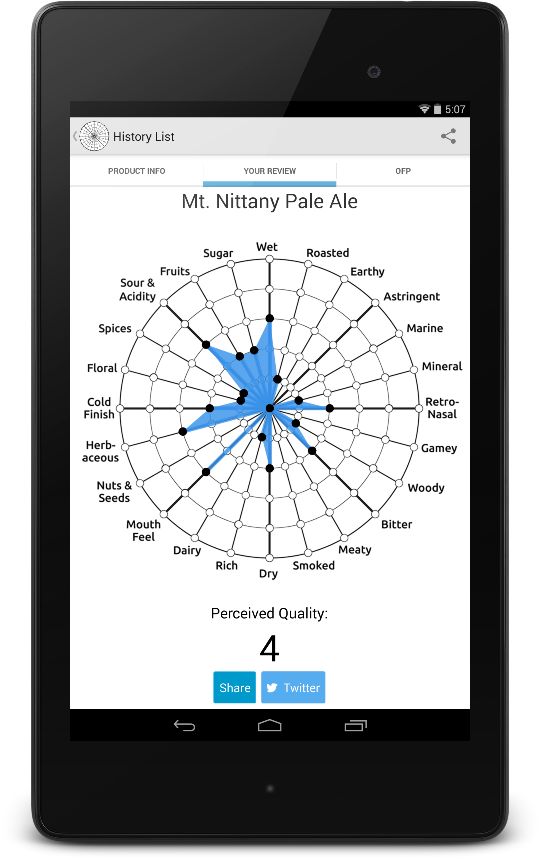 5:07
History List
PRODUCT INFO
YOUR REVIEW
OFP
Mt. Nittany Pale Ale
Wet
Roasted
Earthy
Astringent
Marine
Mineral
Retro-
Nasal
Gamey
Woody
Bitter
Meaty
Smoked
Dry
Rich
Dairy
Mouth
Feel
Nuts &
Seeds
Herb-
aceous
Cold
Finish
Floral
Spices
Sour &
Acidity
Fruits
Sugar
Perceived Quality:
4
Share
Twitter